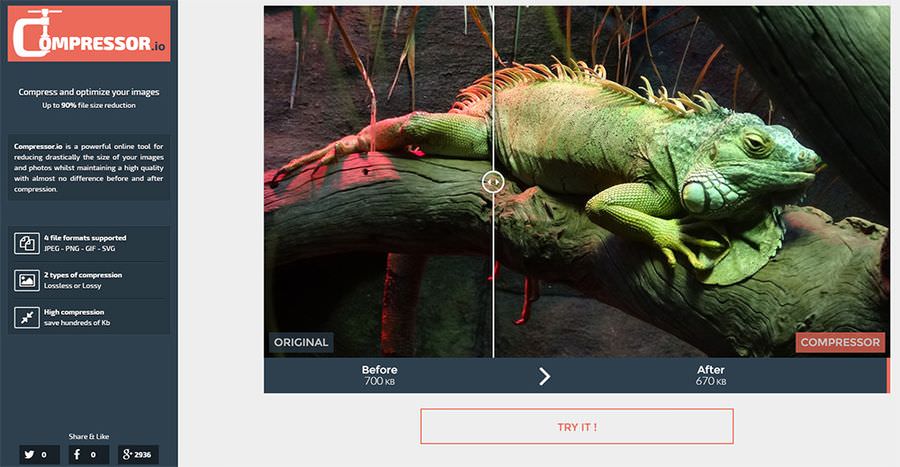 COMPRESSOR.io
Compress and optimize your images
Up to 90% file size reduction
Compressor.io is a powerful online tool for
reducing drastically the size of your images
and photos whilst maintaining a high quality
with almost no difference before and after
compression.
4 file formats supported
JPEG - PNG - GIF - SVG
2 types of compression
Lossless or Lossy
High compression
save hundreds of Kb
Share & Like
0
f 0
g+ 2936
ORIGINAL
COMPRESSOR
Before
700 KB
After
670 KB
TRY IT !